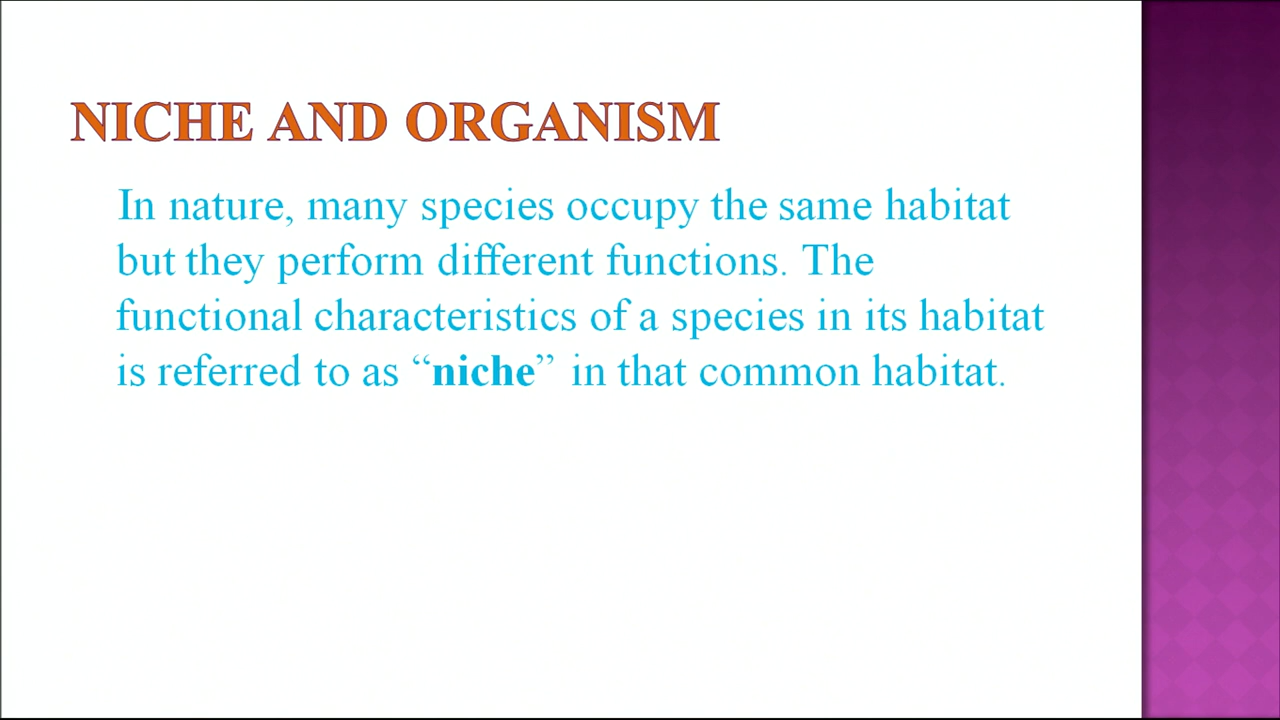 NICHE AND ORGANISM
In nature, many species occupy the same habitat
but they perform different functions. The
functional characteristics of a species in its habitat
is referred to as “niche” in that common habitat.